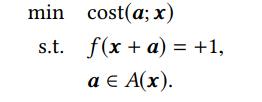 min cost(a; x)
s.t. f(x + a) = +1,
a ∈ A(x).